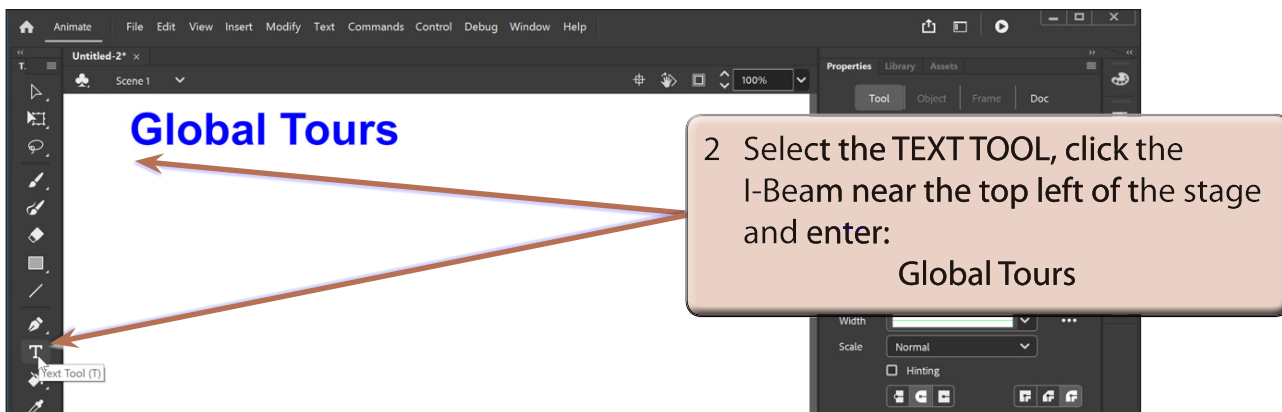 Animate File Edit View Insert Modify Text Commands Control Debug Window Help
Untitled-2* ×
T.
Scene 1 100%
Properties Library Assets
Tool Object Frame Doc
Global Tours
2 Select the TEXT TOOL, click the
I-Beam near the top left of the stage
and enter:
Global Tours
Width
Scale Normal
Hinting
T
Text Tool (T)